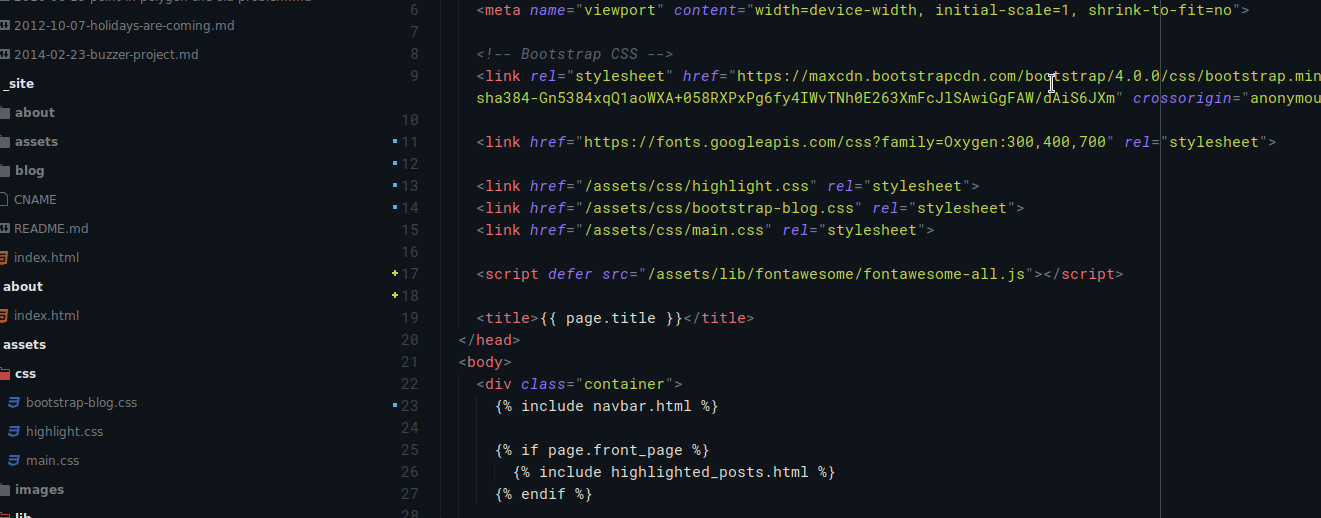 2012-10-07-holidays-are-coming.md
2014-02-23-buzzer-project.md
_site
about
assets
blog
CNAME
README.md
index.html
about
index.html
assets
css
bootstrap-blog.css
highlight.css
main.css
images
lib
6 <meta name="viewport" content="width=device-width, initial-scale=1, shrink-to-fit=no">
7
8 <!-- Bootstrap CSS -->
9 <link rel="stylesheet" href="https://maxcdn.bootstrapcdn.com/bootstrap/4.0.0/css/bootstrap.min
sha384-Gn5384xqQ1aoWXA+058RXPxPg6fy4IWvTNh0E263XmFcJlSAwiGgFAW/dAiS6JXm" crossorigin="anonymou
10
11 <link href="https://fonts.googleapis.com/css?family=Oxygen:300,400,700" rel="stylesheet">
12
13 <link href="/assets/css/highlight.css" rel="stylesheet">
14 <link href="/assets/css/bootstrap-blog.css" rel="stylesheet">
15 <link href="/assets/css/main.css" rel="stylesheet">
16
17 <script defer src="/assets/lib/fontawesome/fontawesome-all.js"></script>
18
19 <title>{{ page.title }}</title>
20 </head>
21 <body>
22 <div class="container">
23 {% include navbar.html %}
24
25 {% if page.front_page %}
26 {% include highlighted_posts.html %}
27 {% endif %}
28